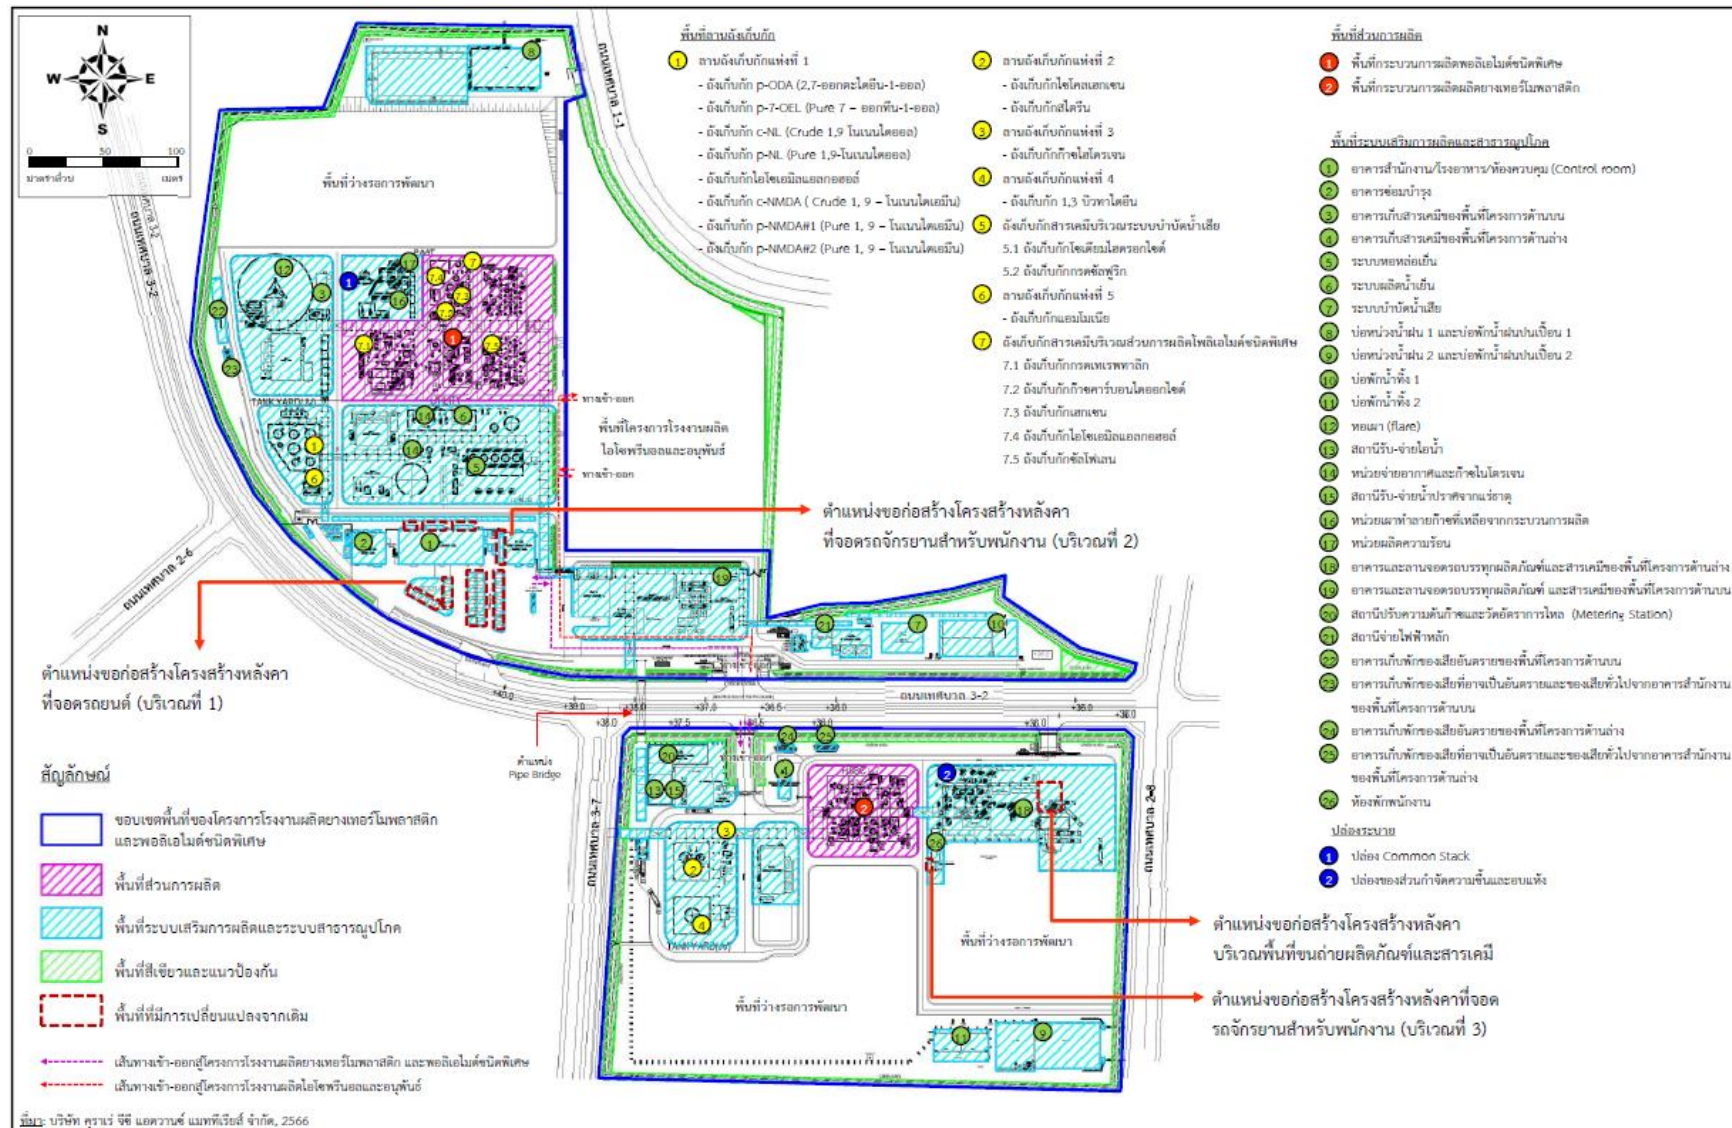 N
W
E
S
0
50
100
มาตราส่วน
เมตร
ถนนเทศบาล 1-1
ถนนเทศบาล 3-2
ถนนเทศบาล 3-2
ถนนเทศบาล 2-6
ถนนเทศบาล 3-2
ถนนเทศบาล 3-7
ถนนเทศบาล 2-8
พื้นที่ว่างรอการพัฒนา
TANK YARD(U)
UTILITY
ทางเข้า-ออก
พื้นที่โครงการโรงงานผลิต
ไอโซพรีนอลและอนุพันธ์
ทางเข้า-ออก
พื้นที่ลานถังเก็บกัก
1 ลานถังเก็บกักแห่งที่ 1
- ถังเก็บกัก p-ODA (2,7-ออกตะไดอีน-1-ออล)
- ถังเก็บกัก p-7-OEL (Pure 7 – ออกทีน-1-ออล)
- ถังเก็บกัก c-NL (Crude 1,9 โนเนนไดออล)
- ถังเก็บกัก p-NL (Pure 1,9-โนเนนไดออล)
- ถังเก็บกักไอโซเอมิลแอลกอฮอล์
- ถังเก็บกัก c-NMDA ( Crude 1, 9 – โนเนนไดเอมีน)
- ถังเก็บกัก p-NMDA#1 (Pure 1, 9 – โนเนนไดเอมีน)
- ถังเก็บกัก p-NMDA#2 (Pure 1, 9 – โนเนนไดเอมีน)
2 ลานถังเก็บกักแห่งที่ 2
- ถังเก็บกักไซโคลเฮกเซน
- ถังเก็บกักสไตรีน
3 ลานถังเก็บกักแห่งที่ 3
- ถังเก็บกักก๊าซไฮโดรเจน
4 ลานถังเก็บกักแห่งที่ 4
- ถังเก็บกัก 1,3 บิวทาไดอีน
5 ถังเก็บกักสารเคมีบริเวณระบบบำบัดน้ำเสีย
5.1 ถังเก็บกักโซเดียมไฮดรอกไซด์
5.2 ถังเก็บกักกรดซัลฟูริก
6 ลานถังเก็บกักแห่งที่ 5
- ถังเก็บกักแอมโมเนีย
7 ถังเก็บกักสารเคมีบริเวณส่วนการผลิตโพลิเอไมด์ชนิดพิเศษ
7.1 ถังเก็บกักกรดเทเรพทาลิก
7.2 ถังเก็บกักก๊าซคาร์บอนไดออกไซด์
7.3 ถังเก็บกักเฮกเซน
7.4 ถังเก็บกักไอโซเอมิลแอลกอฮอล์
7.5 ถังเก็บกักซัลโฟเลน
พื้นที่ส่วนการผลิต
1 พื้นที่กระบวนการผลิตพอลิเอไมด์ชนิดพิเศษ
2 พื้นที่กระบวนการผลิตผลิตยางเทอร์โมพลาสติก
พื้นที่ระบบเสริมการผลิตและสาธารณูปโภค
1 อาคารสำนักงาน/โรงอาหาร/ห้องควบคุม (Control room)
2 อาคารซ่อมบำรุง
3 อาคารเก็บสารเคมีของพื้นที่โครงการด้านบน
4 อาคารเก็บสารเคมีของพื้นที่โครงการด้านล่าง
5 ระบบหอหล่อเย็น
6 ระบบผลิตน้ำเย็น
7 ระบบบำบัดน้ำเสีย
8 บ่อหน่วงน้ำฝน 1 และบ่อพักน้ำฝนปนเปื้อน 1
9 บ่อหน่วงน้ำฝน 2 และบ่อพักน้ำฝนปนเปื้อน 2
10 บ่อพักน้ำทิ้ง 1
11 บ่อพักน้ำทิ้ง 2
12 หอเผา (flare)
13 สถานีรับ-จ่ายไอน้ำ
14 หน่วยจ่ายอากาศและก๊าซไนโตรเจน
15 สถานีรับ-จ่ายน้ำปราศจากแร่ธาตุ
16 หน่วยเผาทำลายก๊าซที่เหลือจากกระบวนการผลิต
17 หน่วยผลิตความร้อน
18 อาคารและลานจอดรถบรรทุกผลิตภัณฑ์และสารเคมีของพื้นที่โครงการด้านล่าง
19 อาคารและลานจอดรถบรรทุกผลิตภัณฑ์ และสารเคมีของพื้นที่โครงการด้านบน
20 สถานีปรับความดันก๊าซและวัดอัตราการไหล (Metering Station)
21 สถานีจ่ายไฟฟ้าหลัก
22 อาคารเก็บพักของเสียอันตรายของพื้นที่โครงการด้านบน
23 อาคารเก็บพักของเสียที่อาจเป็นอันตรายและของเสียทั่วไปจากอาคารสำนักงาน
ของพื้นที่โครงการด้านบน
24 อาคารเก็บพักของเสียอันตรายของพื้นที่โครงการด้านล่าง
25 อาคารเก็บพักของเสียที่อาจเป็นอันตรายและของเสียทั่วไปจากอาคารสำนักงาน
ของพื้นที่โครงการด้านล่าง
26 ห้องพักพนักงาน
ปล่องระบาย
1 ปล่อง Common Stack
2 ปล่องของส่วนกำจัดความชื้นและอบแห้ง
ตำแหน่งขอก่อสร้างโครงสร้างหลังคา
ที่จอดรถจักรยานสำหรับพนักงาน (บริเวณที่ 2)
ตำแหน่งขอก่อสร้างโครงสร้างหลังคา
ที่จอดรถยนต์ (บริเวณที่ 1)
ตำแหน่ง
Pipe Bridge
ทางเข้า-ออก
ทางเข้า-ออก
TANK YARD(L)
พื้นที่ว่างรอการพัฒนา
พื้นที่ว่างรอการพัฒนา
ตำแหน่งขอก่อสร้างโครงสร้างหลังคา
บริเวณพื้นที่ขนถ่ายผลิตภัณฑ์และสารเคมี
ตำแหน่งขอก่อสร้างโครงสร้างหลังคาที่จอด
รถจักรยานสำหรับพนักงาน (บริเวณที่ 3)
สัญลักษณ์
ขอบเขตพื้นที่ของโครงการโรงงานผลิตยางเทอร์โมพลาสติก
และพอลิเอไมด์ชนิดพิเศษ
พื้นที่ส่วนการผลิต
พื้นที่ระบบเสริมการผลิตและระบบสาธารณูปโภค
พื้นที่สีเขียวและแนวป้องกัน
พื้นที่ที่มีการเปลี่ยนแปลงจากเดิม
เส้นทางเข้า-ออกสู่โครงการโรงงานผลิตยางเทอร์โมพลาสติก และพอลิเอไมด์ชนิดพิเศษ
เส้นทางเข้า-ออกสู่โครงการโรงงานผลิตไอโซพรีนอลและอนุพันธ์
ที่มา: บริษัท คุราเร่ จีซี แอดวานซ์ แมททีเรียลส์ จำกัด, 2566